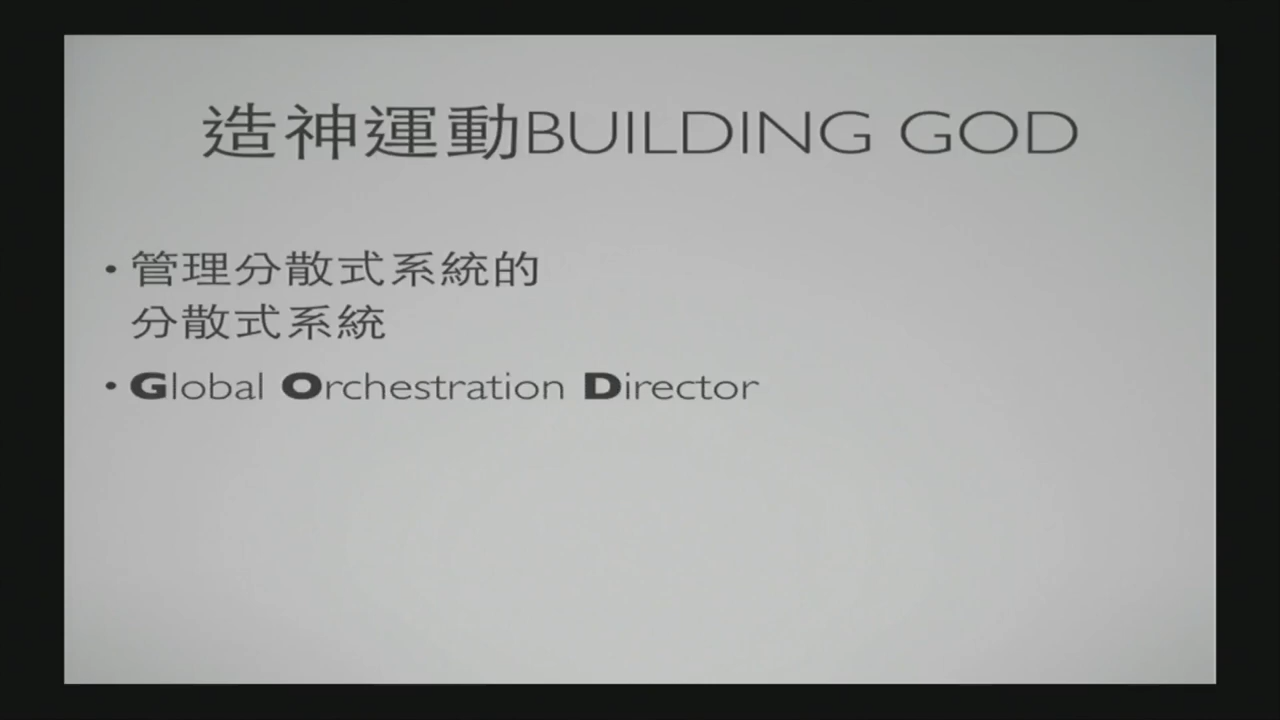 造神運動BUILDING GOD
• 管理分散式系統的
分散式系統
• Global Orchestration Director